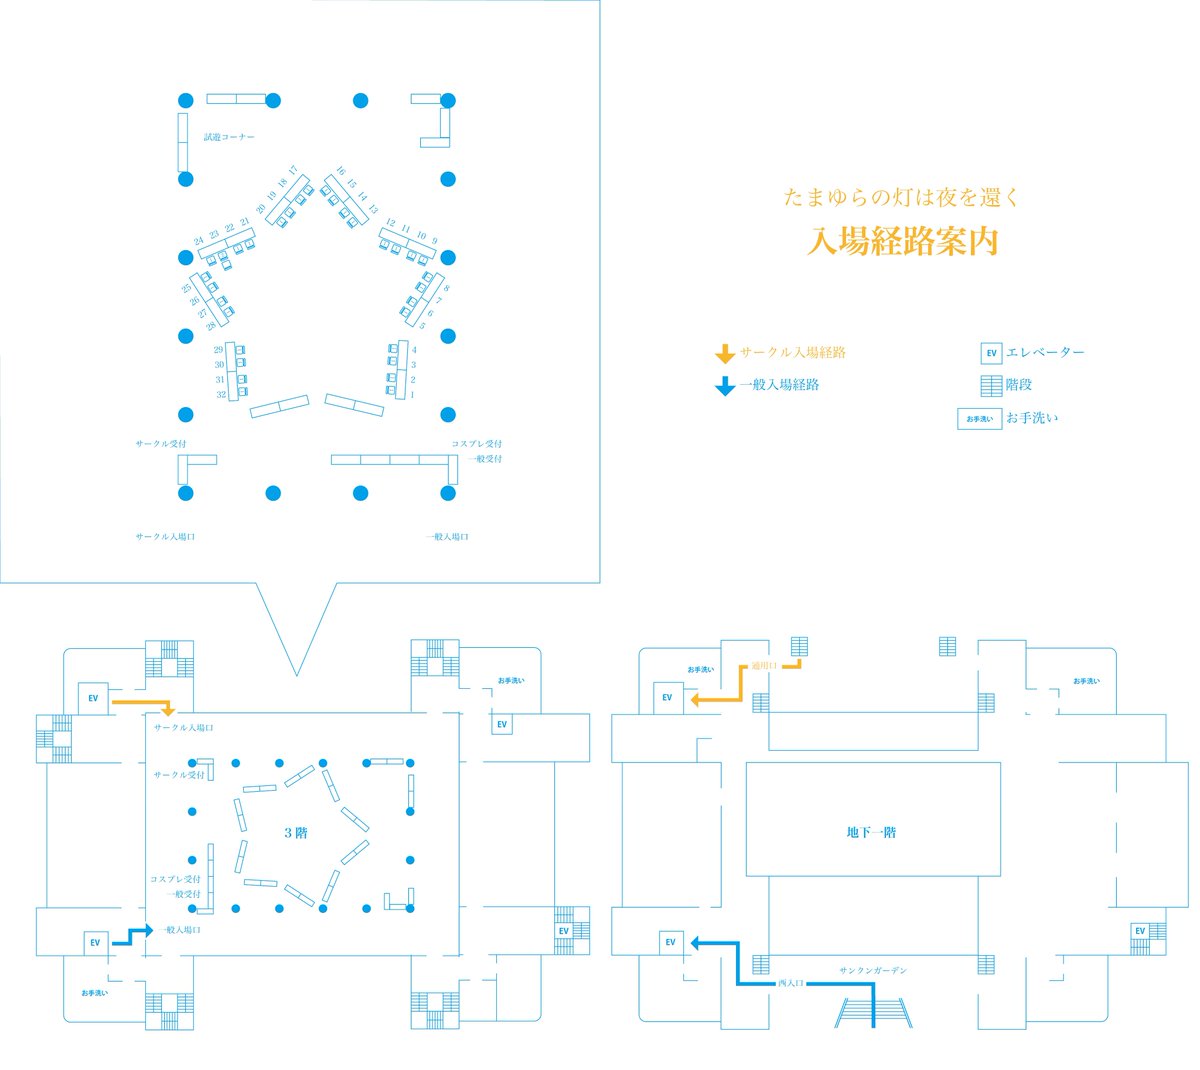 試遊コーナー
17
18
19
20
16
15
14
13
24
23
22
21
12
11
10
9
25
26
27
28
8
7
6
5
29
30
31
32
4
3
2
1
サークル受付
コスプレ受付
一般受付
サークル入場口
一般入場口
たまゆらの灯は夜を還く
入場経路案内
サークル入場経路
一般入場経路
EV エレベーター
階段
お手洗い お手洗い
EV
サークル入場口
お手洗い
EV
サークル受付
3階
コスプレ受付
一般受付
一般入場口
EV
お手洗い
EV
お手洗い
通用口
EV
お手洗い
地下一階
EV
EV
サンクンガーデン
西入口